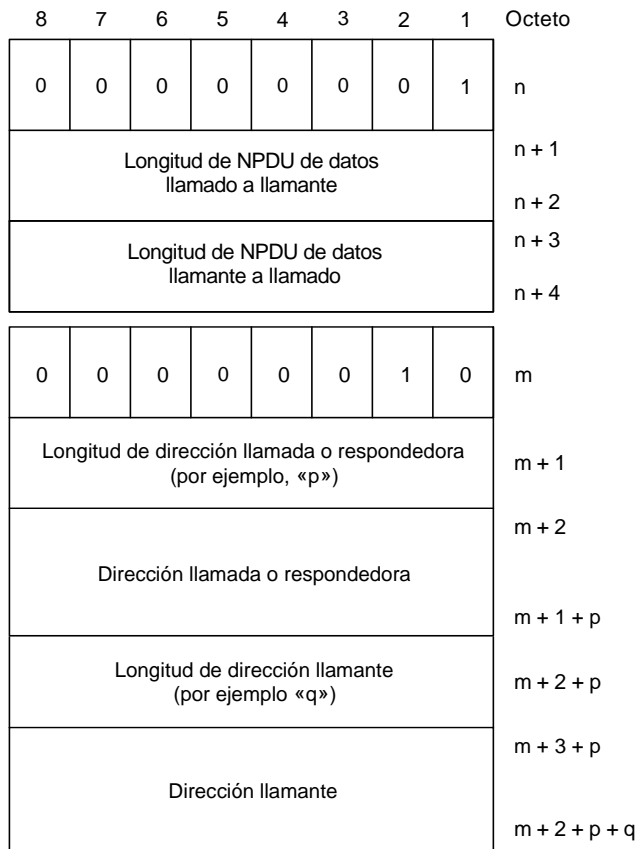 8 7 6 5 4 3 2 1 Octeto
0 0 0 0 0 0 0 1 n
Longitud de NPDU de datos
llamado a llamante
n + 1
n + 2
Longitud de NPDU de datos
llamante a llamado
n + 3
n + 4
0 0 0 0 0 0 1 0 m
Longitud de dirección llamada o respondedora
(por ejemplo, «p»)
m + 1
m + 2
Dirección llamada o respondedora
m + 1 + p
Longitud de dirección llamante
(por ejemplo «q»)
m + 2 + p
m + 3 + p
Dirección llamante
m + 2 + p + q